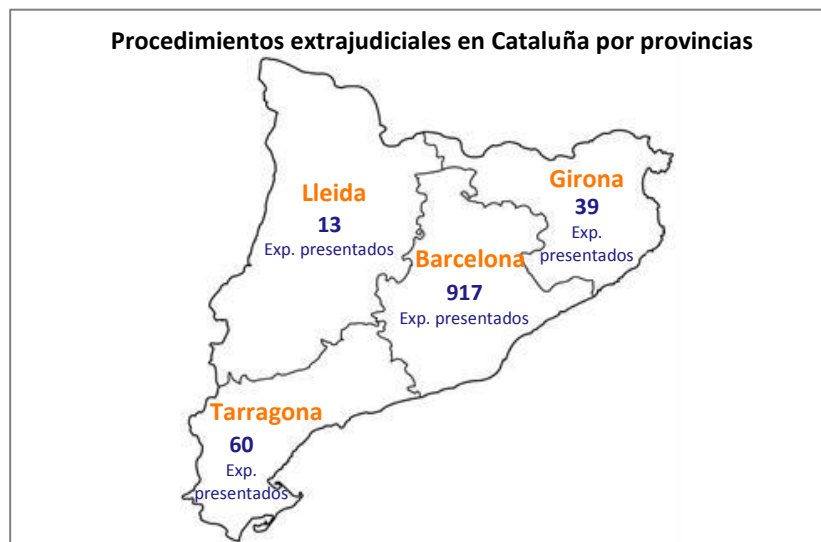 Procedimientos extrajudiciales en Cataluña por provincias
Lleida
13
Exp. presentados
Girona
39
Exp.
presentados
Barcelona
917
Exp. presentados
Tarragona
60
Exp.
presentados